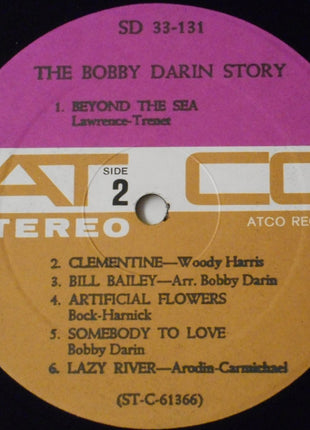 SD 33-131
THE BOBBY DARIN STORY
1. BEYOND THE SEA
Lawrence-Trenet
AT CO
SIDE
2
STEREO
ATCO REC
2. CLEMENTINE—Woody Harris
3. BILL BAILEY—Arr. Bobby Darin
4. ARTIFICIAL FLOWERS
Bock-Harnick
5. SOMEBODY TO LOVE
Bobby Darin
6. LAZY RIVER—Arodin-Carmichael
(ST-C-61366)